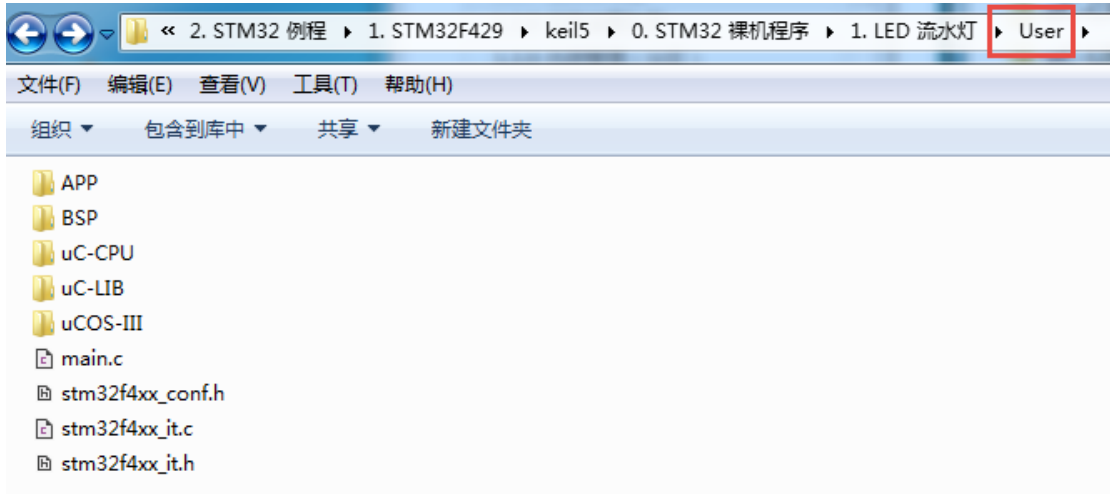 « 2. STM32 例程 ▸ 1. STM32F429 ▸ keil5 ▸ 0. STM32 裸机程序 ▸ 1. LED 流水灯 ▸ User ▸
文件(F) 编辑(E) 查看(V) 工具(T) 帮助(H)
组织 ▼ 包含到库中 ▼ 共享 ▼ 新建文件夹
APP
BSP
uC-CPU
uC-LIB
uCOS-III
main.c
stm32f4xx_conf.h
stm32f4xx_it.c
stm32f4xx_it.h